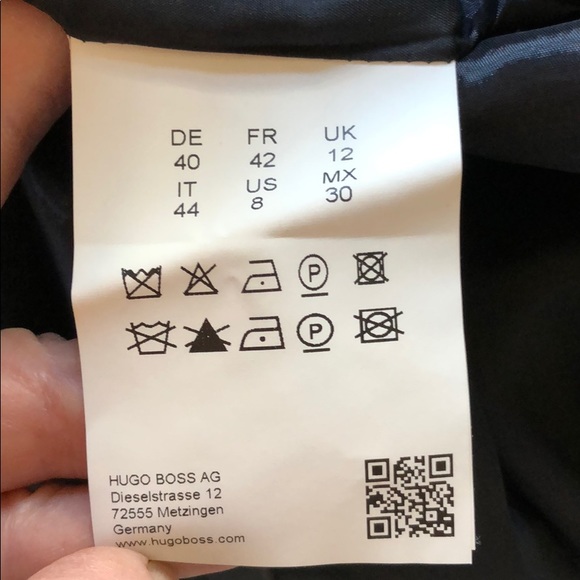 DE FR UK
40 42 12
IT US MX
44 8 30
P
P
HUGO BOSS AG
Dieselstrasse 12
72555 Metzingen
Germany
www.hugoboss.com